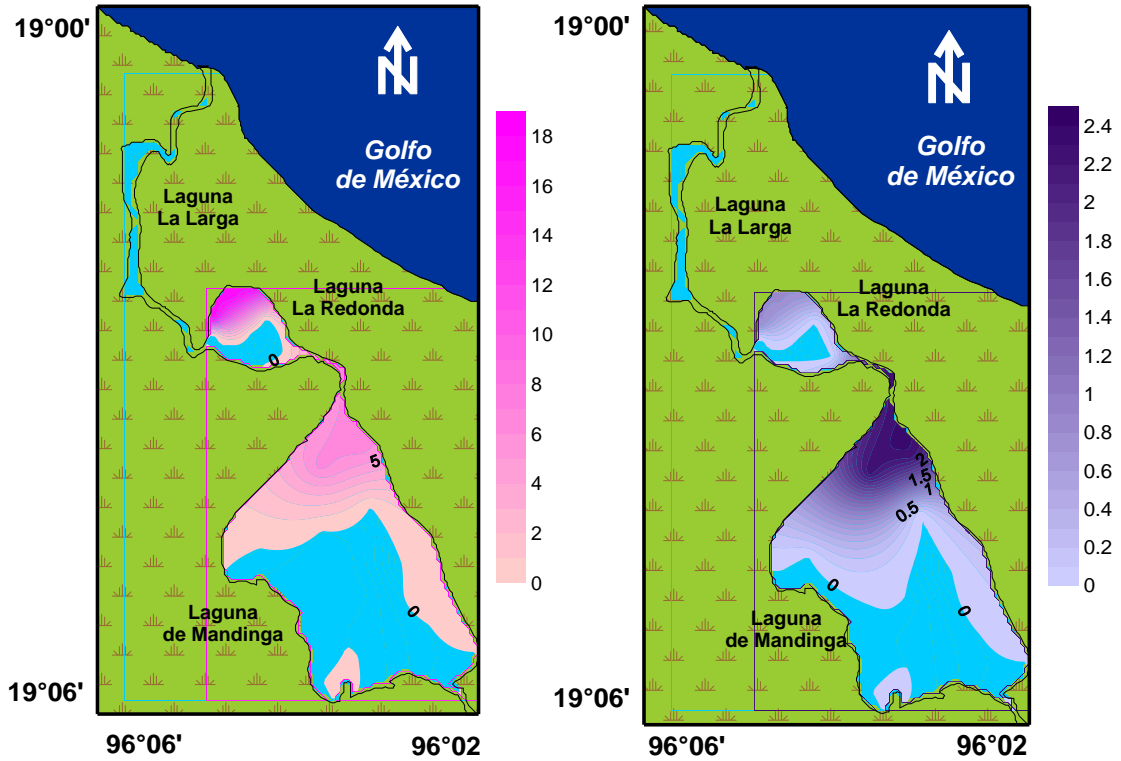 19°00'
N
Golfo
de México
Laguna
La Larga
Laguna
La Redonda
0
5
0
Laguna
de Mandinga
19°06'
96°06'
96°02'
18
16
14
12
10
8
6
4
2
0
19°00'
N
Golfo
de México
Laguna
La Larga
Laguna
La Redonda
2
1.5
1
0.5
0
0
Laguna
de Mandinga
19°06'
96°06'
96°02'
2.4
2.2
2
1.8
1.6
1.4
1.2
1
0.8
0.6
0.4
0.2
0